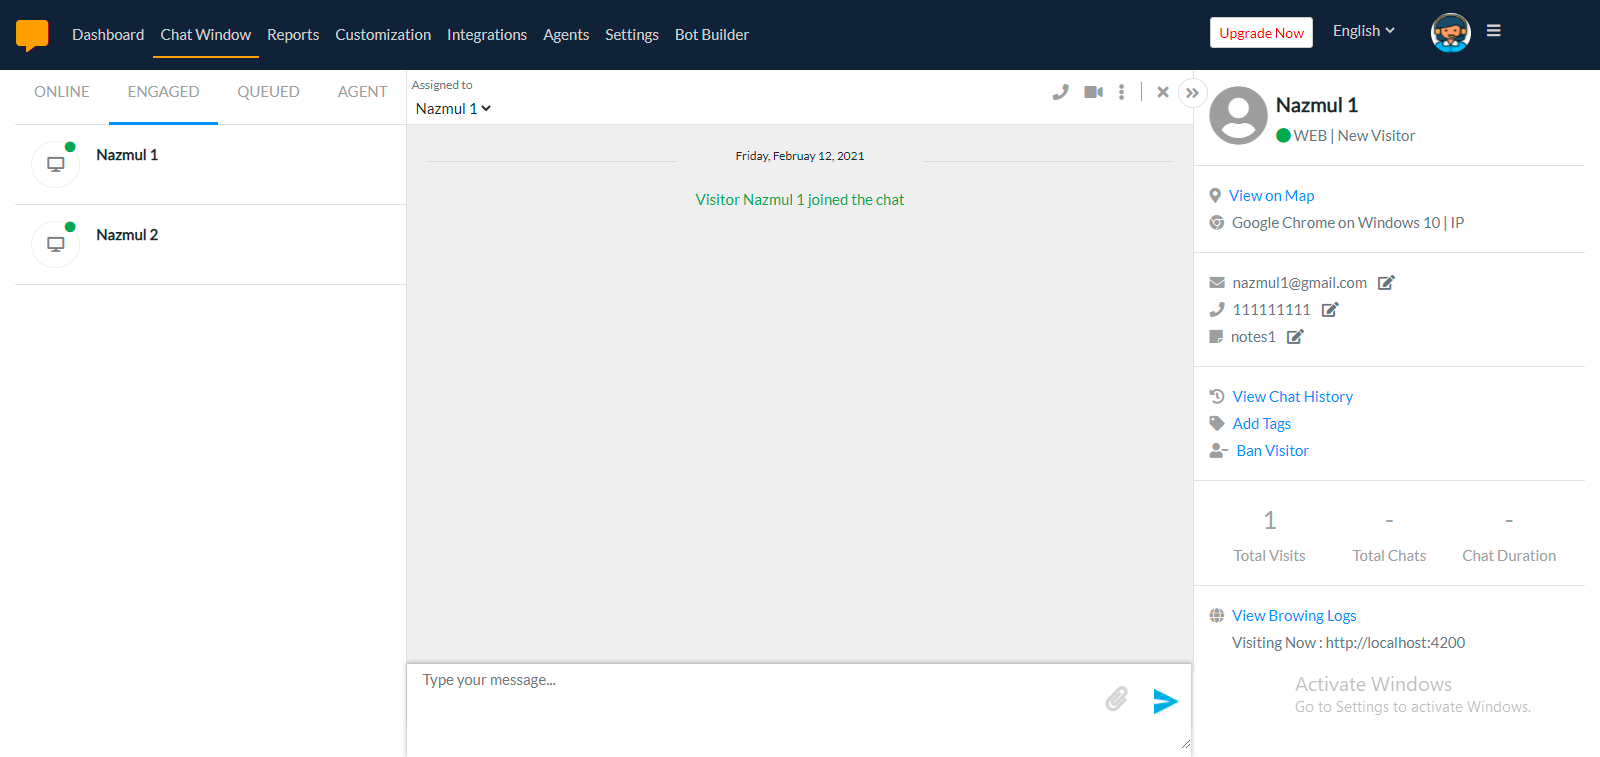 Dashboard Chat Window Reports Customization Integrations Agents Settings Bot Builder Upgrade Now English
ONLINE ENGAGED QUEUED AGENT
Nazmul 1
Nazmul 2
Assigned to
Nazmul 1
Friday, Februay 12, 2021
Visitor Nazmul 1 joined the chat
Type your message...
Nazmul 1
WEB | New Visitor
View on Map
Google Chrome on Windows 10 | IP
nazmul1@gmail.com
111111111
notes1
View Chat History
Add Tags
Ban Visitor
1 - -
Total Visits Total Chats Chat Duration
View Browing Logs
Visiting Now : http://localhost:4200
Activate Windows
Go to Settings to activate Windows.